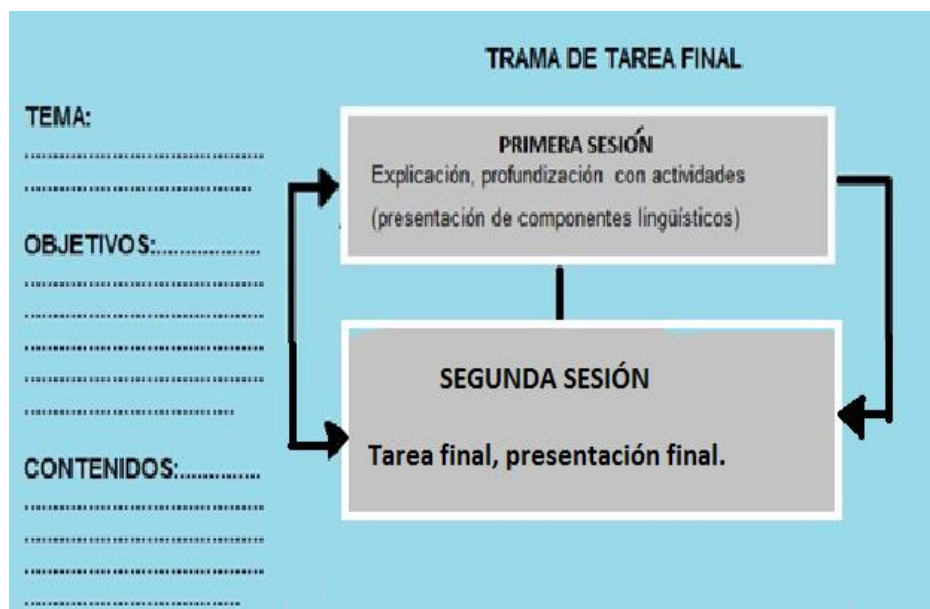 TRAMA DE TAREA FINAL
TEMA:
........................................
......................................
OBJETIVOS:..................
........................................
........................................
........................................
........................................
...................................
CONTENIDOS:..............
........................................
........................................
........................................
....................................
PRIMERA SESIÓN
Explicación, profundización con actividades
(presentación de componentes lingüísticos)
SEGUNDA SESIÓN
Tarea final, presentación final.